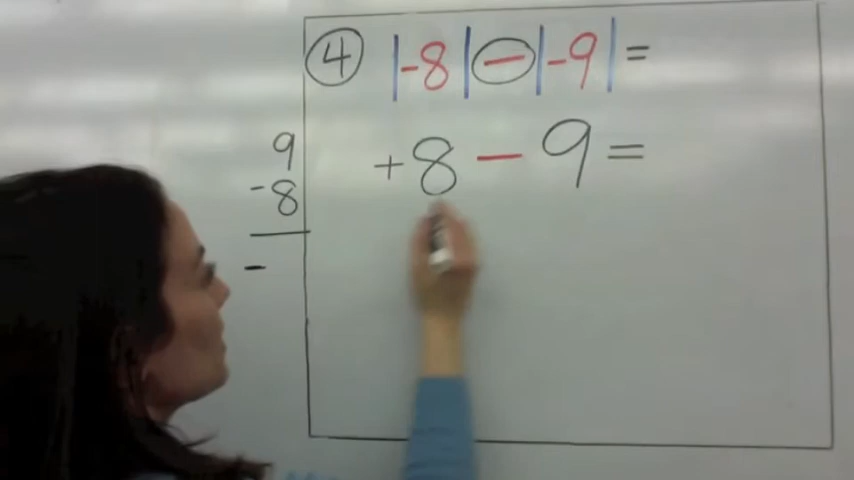 ④ |-8| - |-9| =
+8 - 9 =
9
-8
-